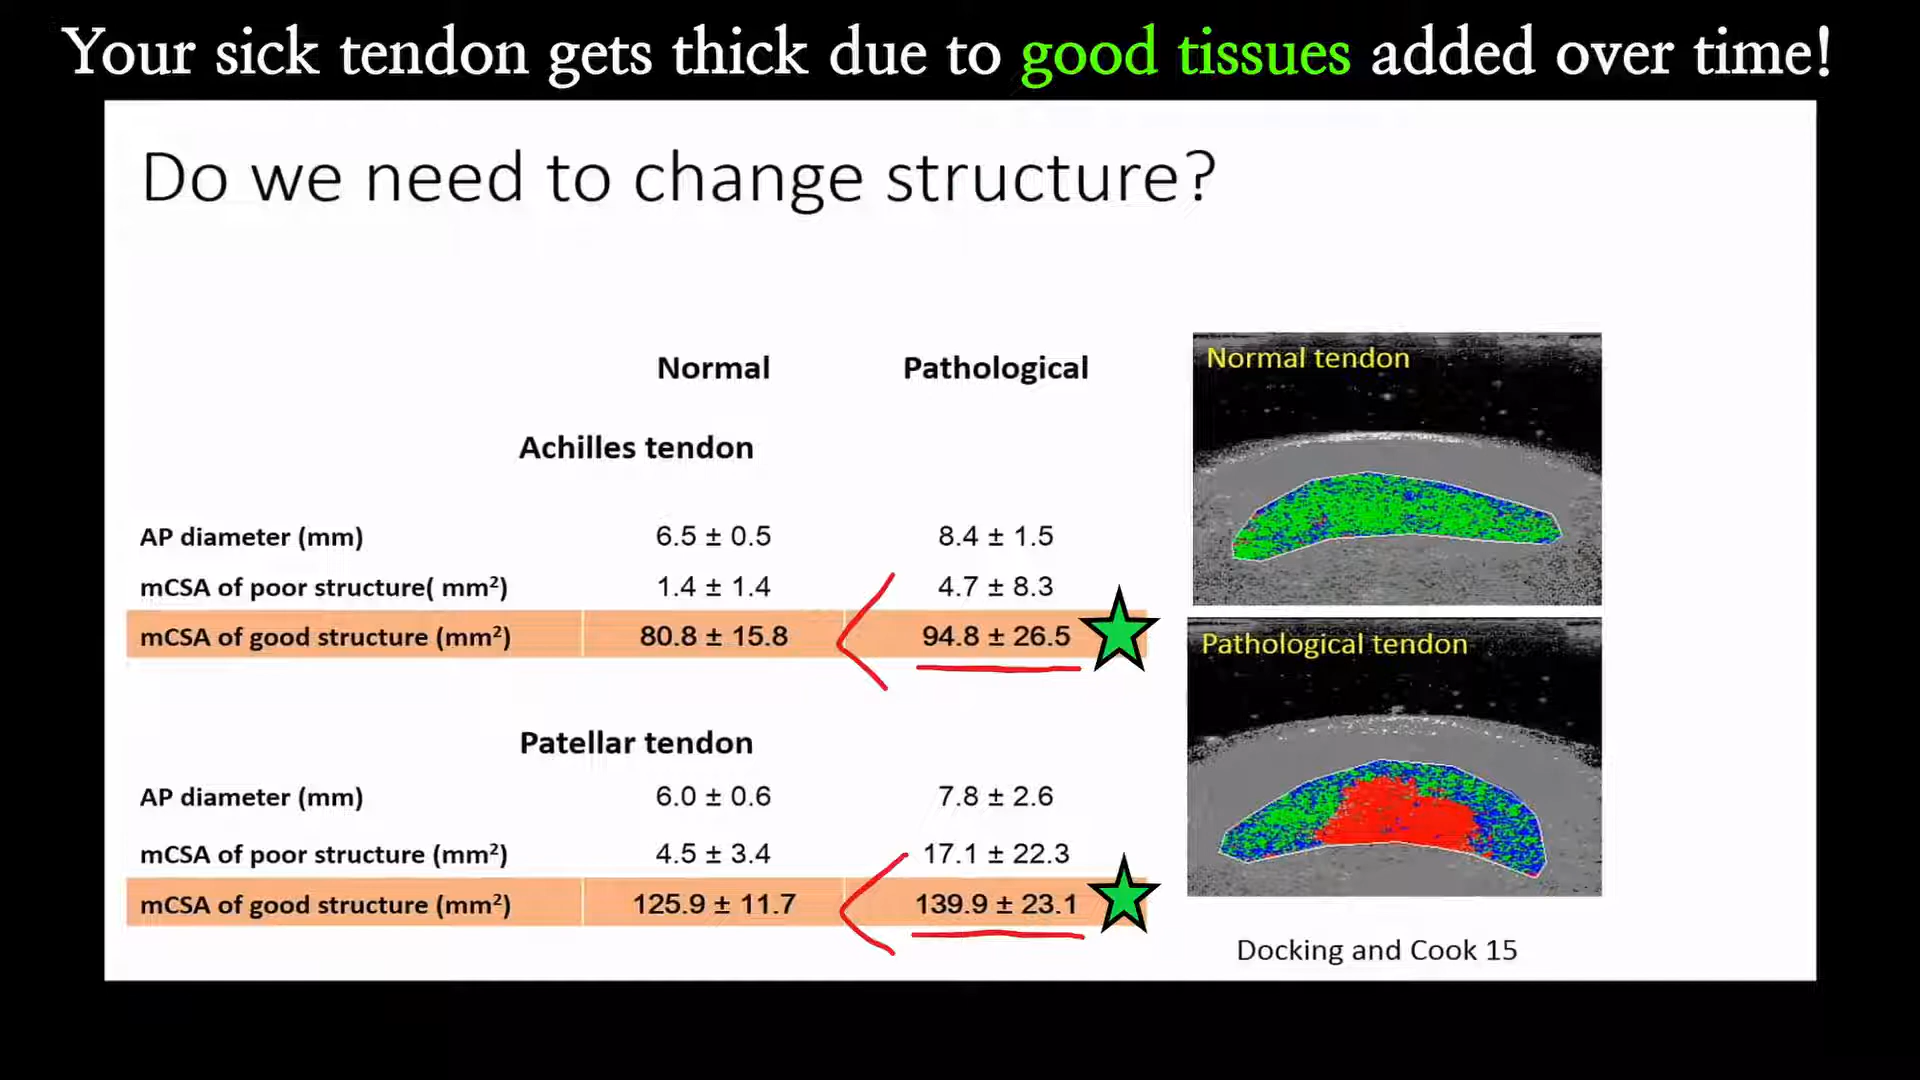 Your sick tendon gets thick due to good tissues added over time!
Do we need to change structure?
Normal Pathological
Achilles tendon
AP diameter (mm) 6.5 ± 0.5 8.4 ± 1.5
mCSA of poor structure( mm²) 1.4 ± 1.4 4.7 ± 8.3
mCSA of good structure (mm²) 80.8 ± 15.8 94.8 ± 26.5
Patellar tendon
AP diameter (mm) 6.0 ± 0.6 7.8 ± 2.6
mCSA of poor structure (mm²) 4.5 ± 3.4 17.1 ± 22.3
mCSA of good structure (mm²) 125.9 ± 11.7 139.9 ± 23.1
Normal tendon
Pathological tendon
Docking and Cook 15